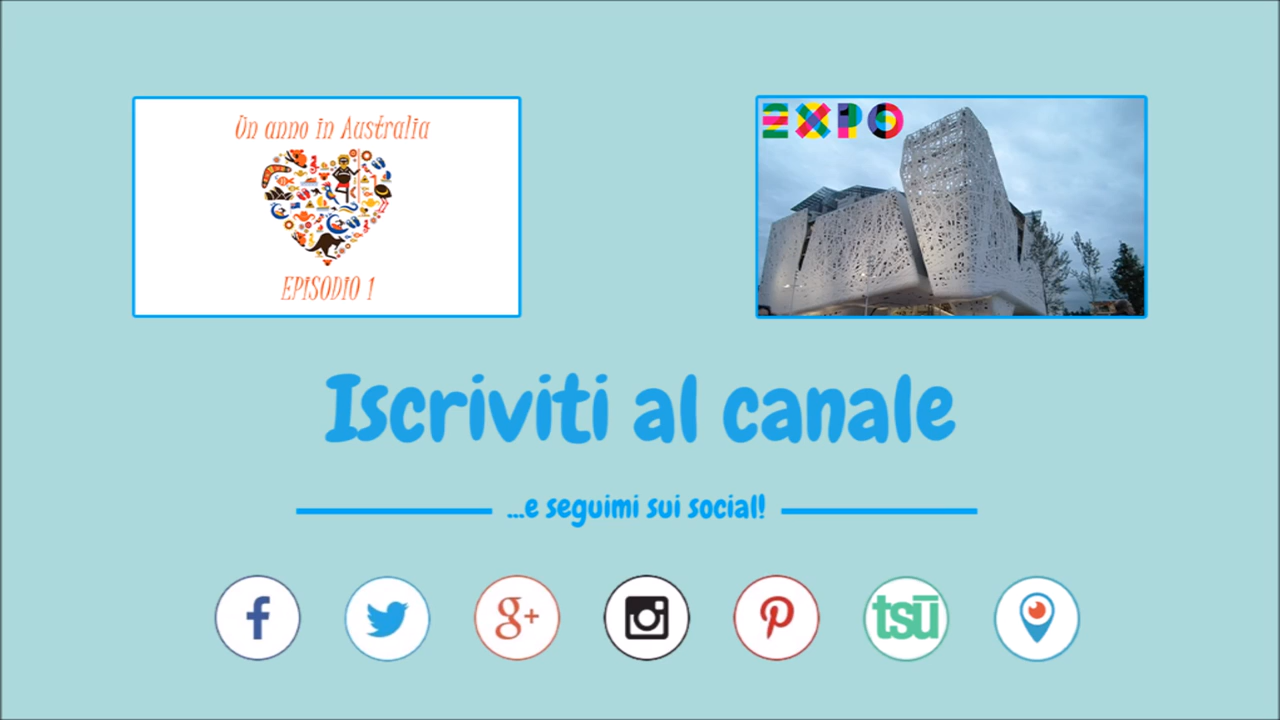 Un anno in Australia
EPISODIO 1
EXPO
Iscriviti al canale
...e seguimi sui social!
f
g+
tsū